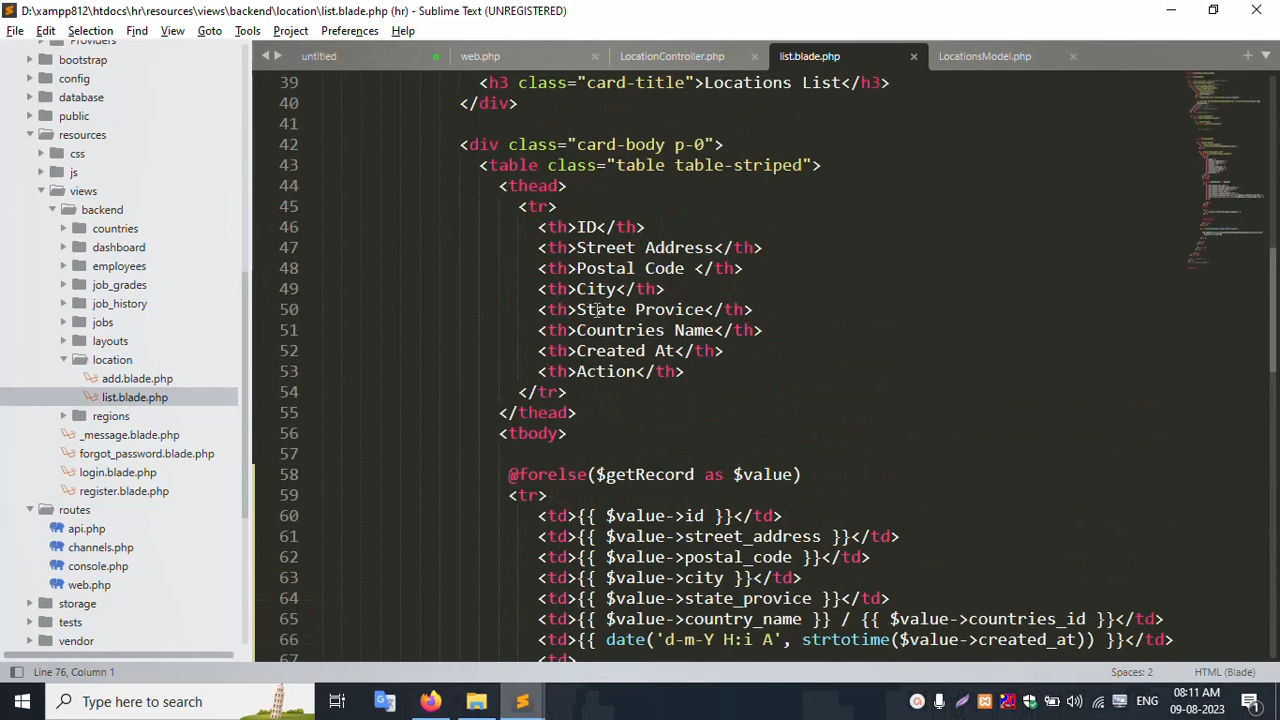 D:\xampp812\htdocs\hr\resources\views\backend\location\list.blade.php (hr) - Sublime Text (UNREGISTERED)
File Edit Selection Find View Goto Tools Project Preferences Help
untitled web.php LocationController.php list.blade.php LocationsModel.php
Providers
bootstrap
config
database
public
resources
css
js
views
backend
countries
dashboard
employees
job_grades
job_history
jobs
layouts
location
add.blade.php
list.blade.php
regions
_message.blade.php
forgot_password.blade.php
login.blade.php
register.blade.php
routes
api.php
channels.php
console.php
web.php
storage
tests
vendor
39 <h3 class="card-title">Locations List</h3>
40 </div>
41
42 <div class="card-body p-0">
43 <table class="table table-striped">
44 <thead>
45 <tr>
46 <th>ID</th>
47 <th>Street Address</th>
48 <th>Postal Code </th>
49 <th>City</th>
50 <th>State Provice</th>
51 <th>Countries Name</th>
52 <th>Created At</th>
53 <th>Action</th>
54 </tr>
55 </thead>
56 <tbody>
57
58 @forelse($getRecord as $value)
59 <tr>
60 <td>{{ $value->id }}</td>
61 <td>{{ $value->street_address }}</td>
62 <td>{{ $value->postal_code }}</td>
63 <td>{{ $value->city }}</td>
64 <td>{{ $value->state_provice }}</td>
65 <td>{{ $value->country_name }} / {{ $value->countries_id }}</td>
66 <td>{{ date('d-m-Y H:i A', strtotime($value->created_at)) }}</td>
67 <td>
Line 76, Column 1 Spaces: 2 HTML (Blade)
Type here to search ENG 08:11 AM
09-08-2023